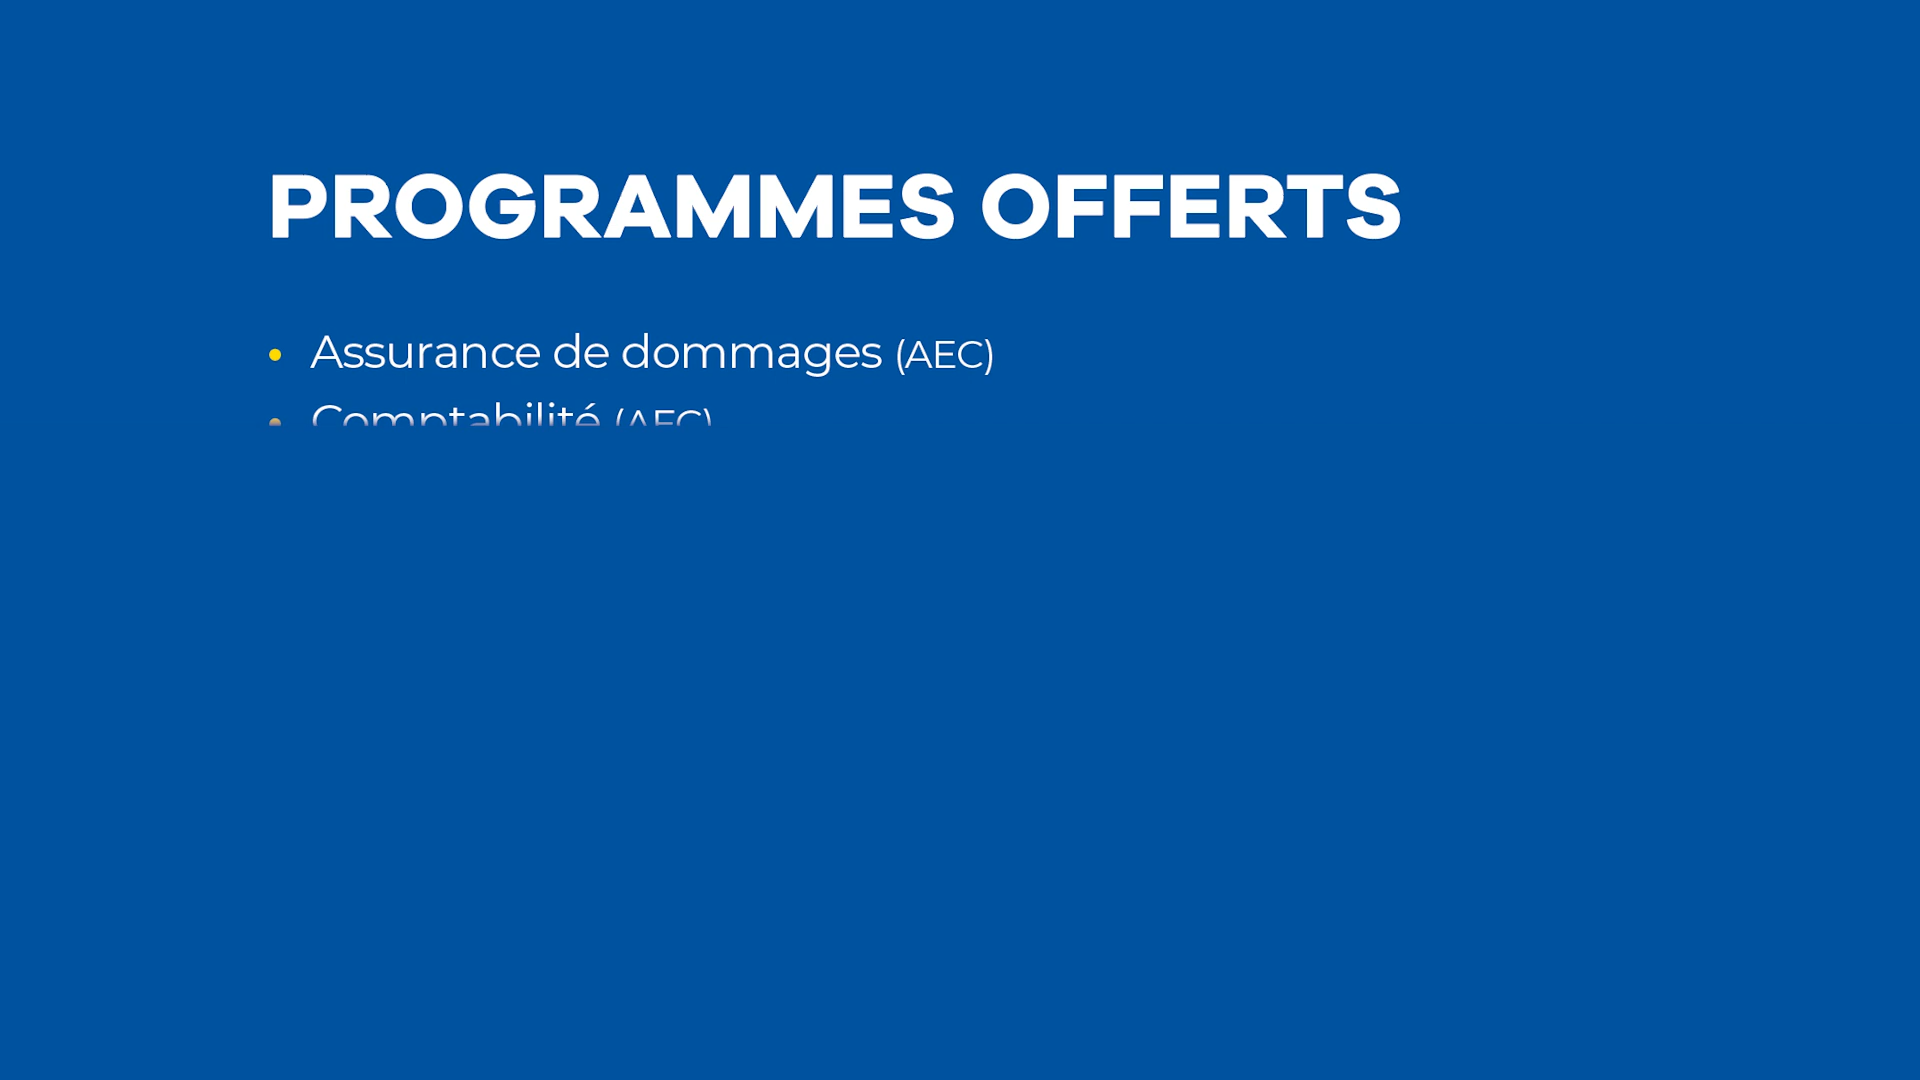 PROGRAMMES OFFERTS
• Assurance de dommages (AEC)
• Comptabilité (AEC)